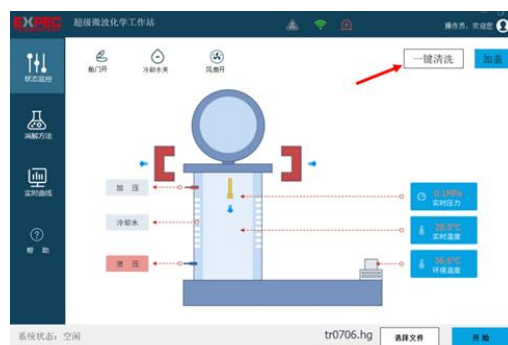 EXPEC 超级微波化学工作站
操作员，欢迎您
状态监控
消解方法
实时曲线
帮 助
舱门开
冷却水关
风扇开
一键清洗
加盖
加 压
冷却水
泄 压
0.1MPa
实时压力
28.0℃
实时温度
36.6℃
环境温度
系统状态：空闲
tr0706.hg
选择文件
开 始